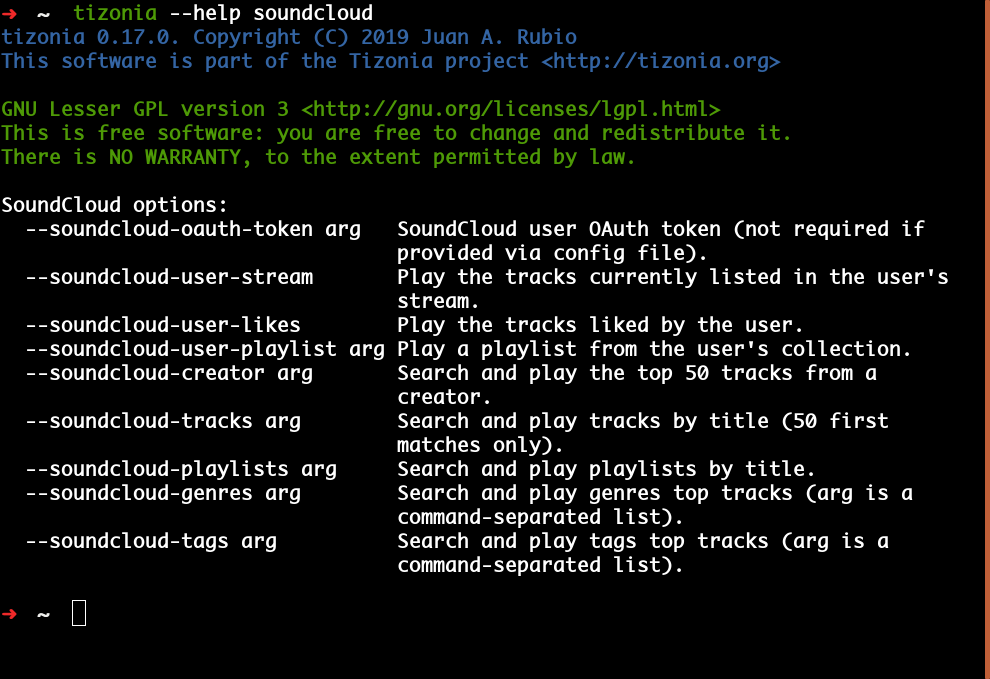 ➜  ~  tizonia --help soundcloud
tizonia 0.17.0. Copyright (C) 2019 Juan A. Rubio
This software is part of the Tizonia project <http://tizonia.org>

GNU Lesser GPL version 3 <http://gnu.org/licenses/lgpl.html>
This is free software: you are free to change and redistribute it.
There is NO WARRANTY, to the extent permitted by law.

SoundCloud options:
  --soundcloud-oauth-token arg   SoundCloud user OAuth token (not required if
                                 provided via config file).
  --soundcloud-user-stream       Play the tracks currently listed in the user's
                                 stream.
  --soundcloud-user-likes        Play the tracks liked by the user.
  --soundcloud-user-playlist arg Play a playlist from the user's collection.
  --soundcloud-creator arg       Search and play the top 50 tracks from a
                                 creator.
  --soundcloud-tracks arg        Search and play tracks by title (50 first
                                 matches only).
  --soundcloud-playlists arg     Search and play playlists by title.
  --soundcloud-genres arg        Search and play genres top tracks (arg is a
                                 command-separated list).
  --soundcloud-tags arg          Search and play tags top tracks (arg is a
                                 command-separated list).

➜  ~